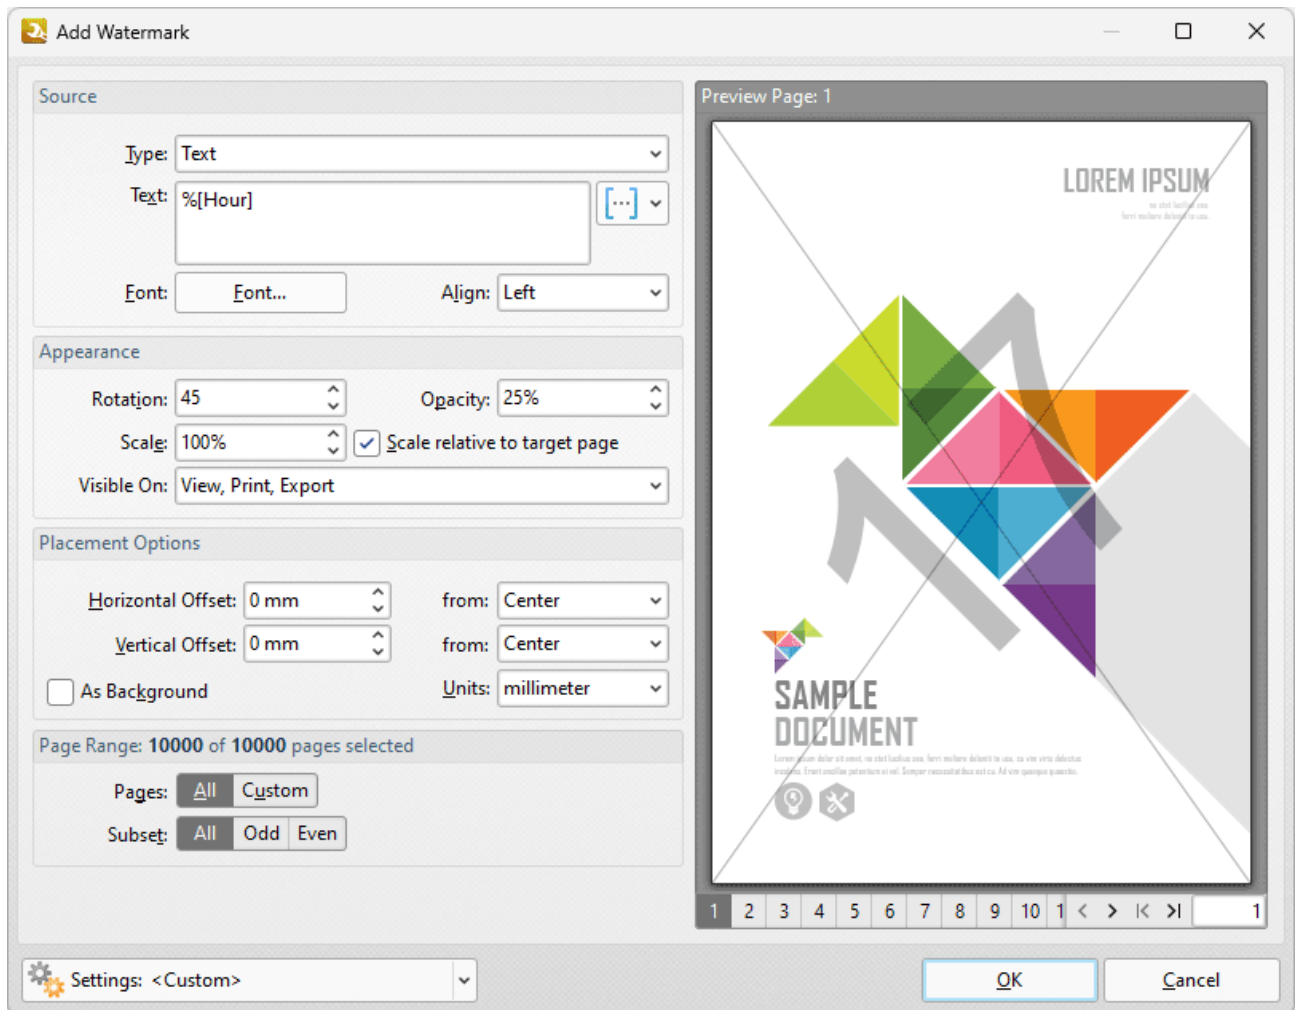 Add Watermark
Source
Type: Text
Text: %[Hour]
Font: Font... Align: Left
Appearance
Rotation: 45 Opacity: 25%
Scale: 100% Scale relative to target page
Visible On: View, Print, Export
Placement Options
Horizontal Offset: 0 mm from: Center
Vertical Offset: 0 mm from: Center
As Background Units: millimeter
Page Range: 10000 of 10000 pages selected
Pages: All Custom
Subset: All Odd Even
Preview Page: 1
LOREM IPSUM
17
SAMPLE
DOCUMENT
1 2 3 4 5 6 7 8 9 10 1 1
Settings: <Custom>
OK Cancel